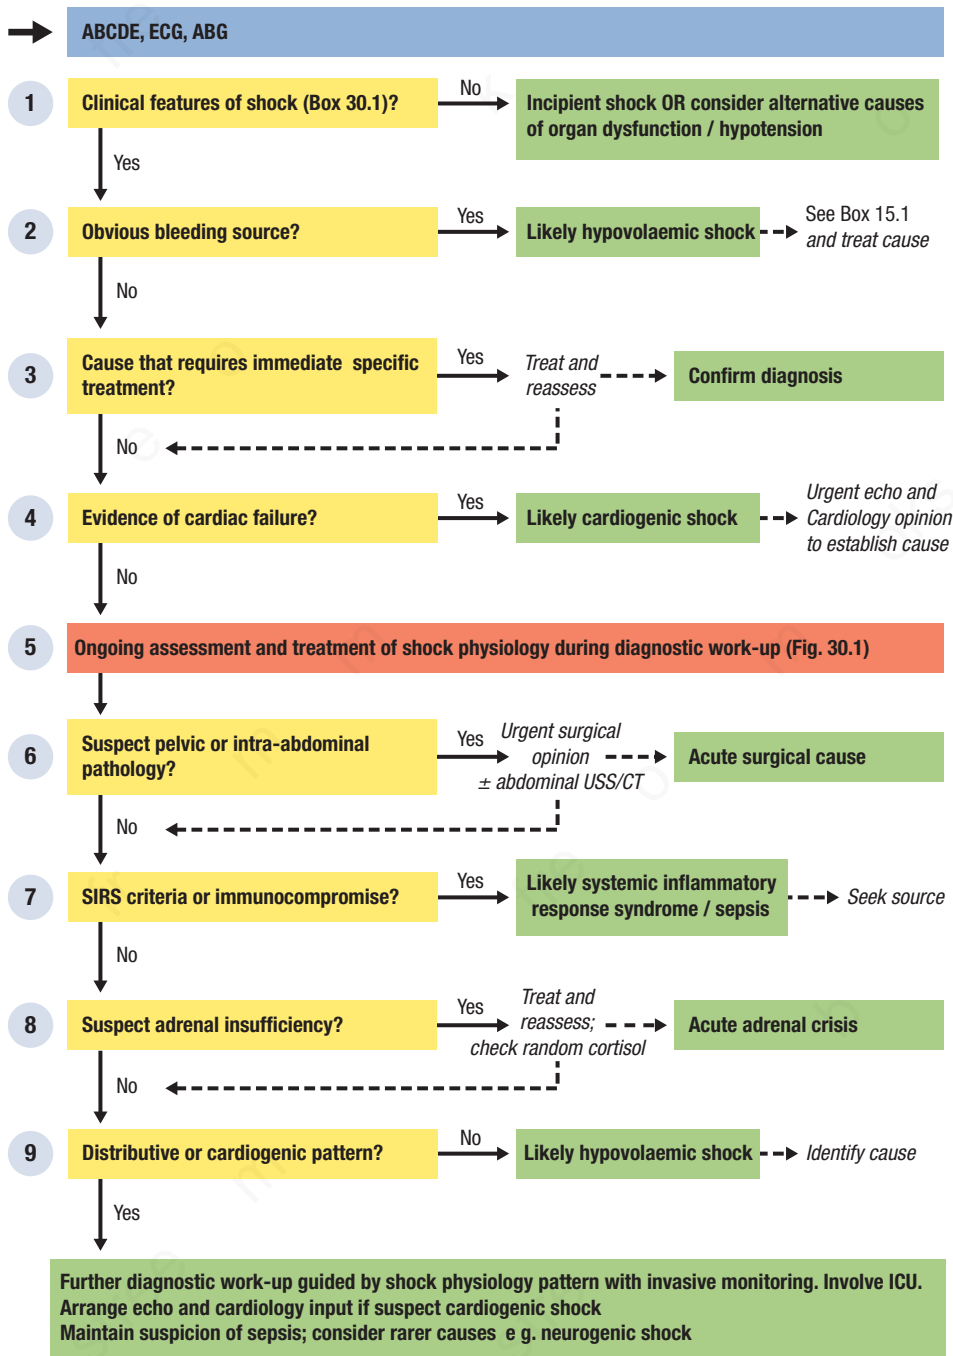 ABCDE, ECG, ABG
1
Clinical features of shock (Box 30.1)?
No
Incipient shock OR consider alternative causes
of organ dysfunction / hypotension
Yes
2
Obvious bleeding source?
Yes
Likely hypovolaemic shock
See Box 15.1
and treat cause
No
3
Cause that requires immediate specific
treatment?
Yes
Treat and
reassess
Confirm diagnosis
No
4
Evidence of cardiac failure?
Yes
Likely cardiogenic shock
Urgent echo and
Cardiology opinion
to establish cause
No
5
Ongoing assessment and treatment of shock physiology during diagnostic work-up (Fig. 30.1)
6
Suspect pelvic or intra-abdominal
pathology?
Yes
Urgent surgical
opinion
± abdominal USS/CT
Acute surgical cause
No
7
SIRS criteria or immunocompromise?
Yes
Likely systemic inflammatory
response syndrome / sepsis
Seek source
No
8
Suspect adrenal insufficiency?
Yes
Treat and
reassess;
check random cortisol
Acute adrenal crisis
No
9
Distributive or cardiogenic pattern?
No
Likely hypovolaemic shock
Identify cause
Yes
Further diagnostic work-up guided by shock physiology pattern with invasive monitoring. Involve ICU.
Arrange echo and cardiology input if suspect cardiogenic shock
Maintain suspicion of sepsis; consider rarer causes e g. neurogenic shock